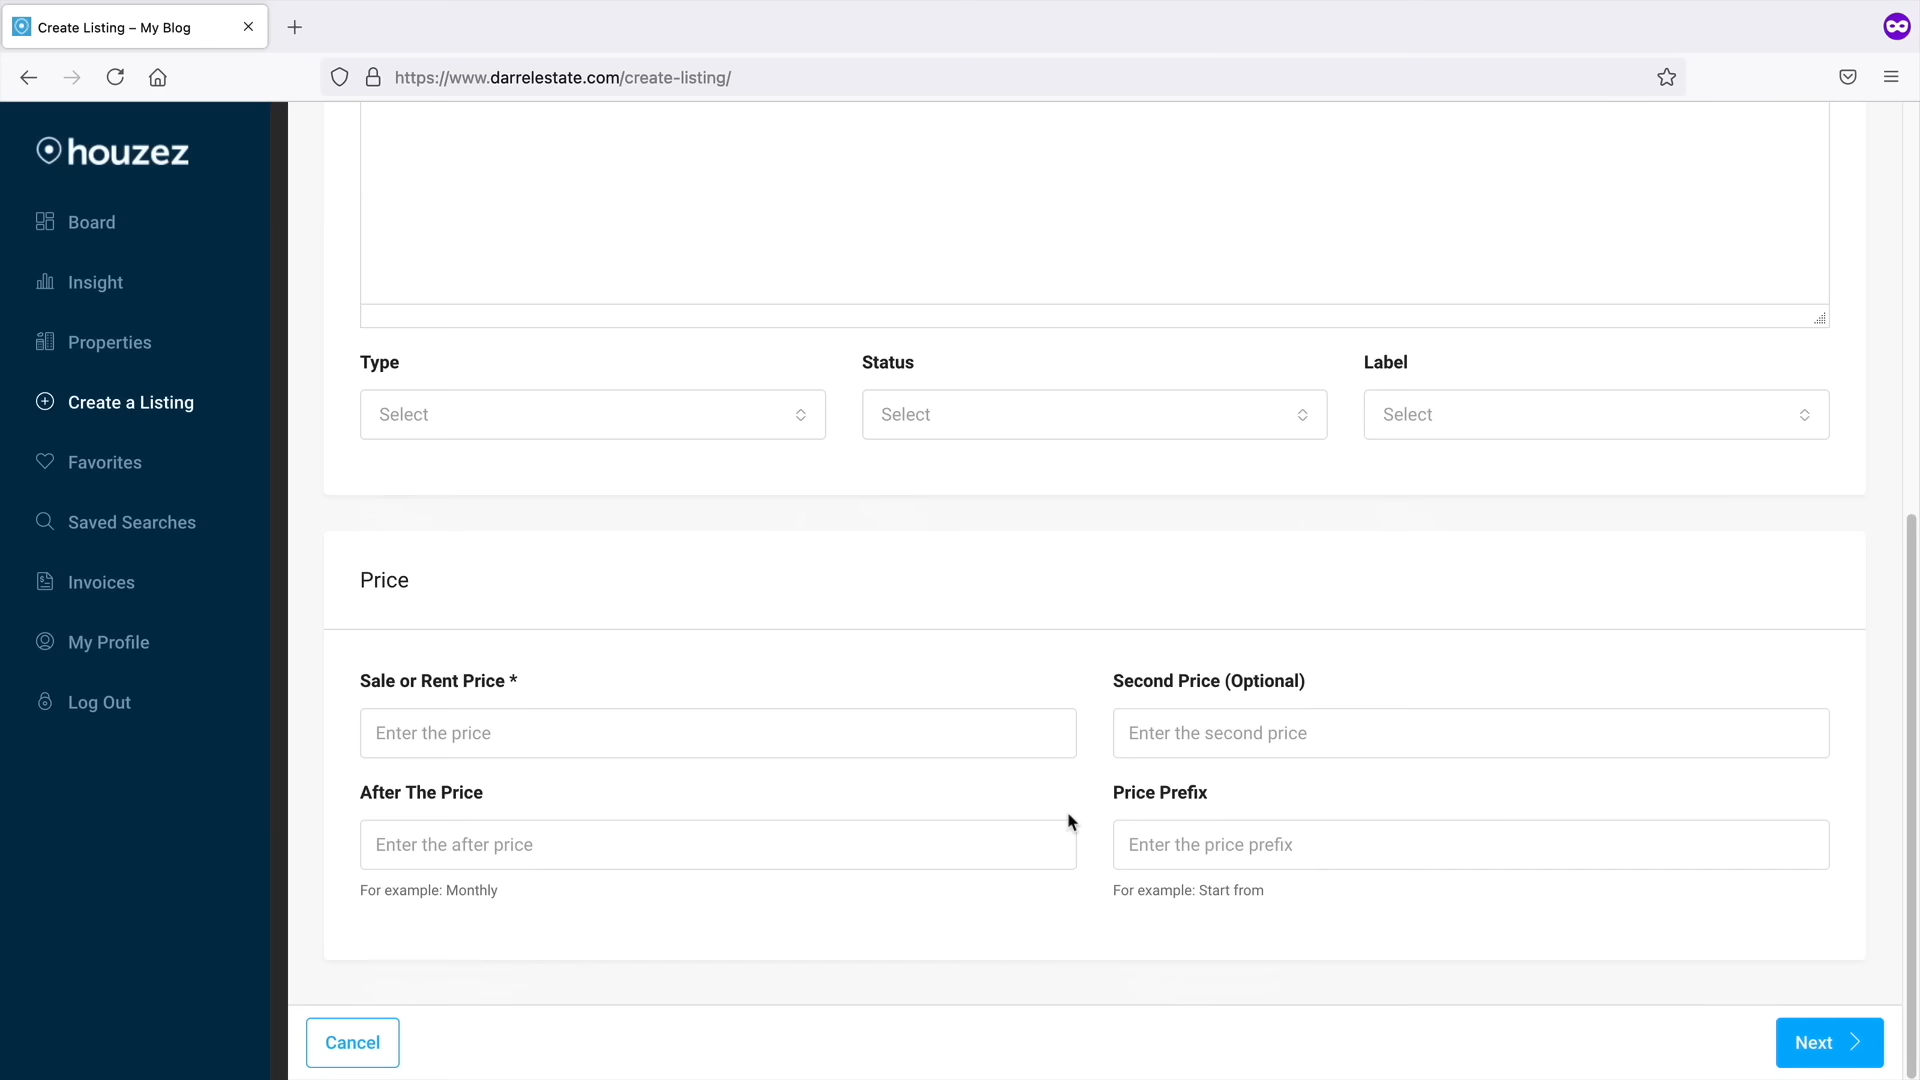 Create Listing – My Blog
https://www.darrelestate.com/create-listing/
houzez
Board
Insight
Properties
Create a Listing
Favorites
Saved Searches
Invoices
My Profile
Log Out
Type
Status
Label
Select
Select
Select
Price
Sale or Rent Price *
Second Price (Optional)
Enter the price
Enter the second price
After The Price
Price Prefix
Enter the after price
Enter the price prefix
For example: Monthly
For example: Start from
Cancel
Next